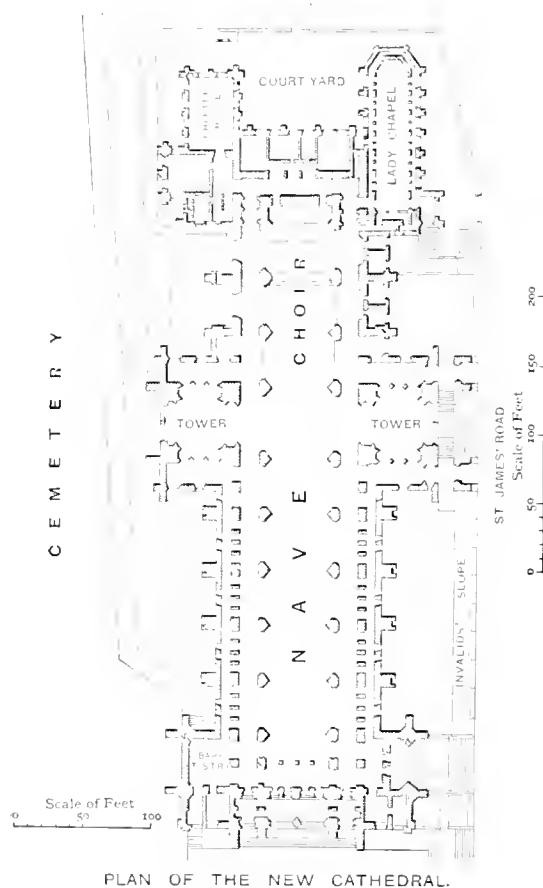 COURT YARD
LADY CHAPEL
CHOIR
CEMETERY
TOWER
TOWER
NAVE
ST JAMES' ROAD
Scale of Feet
200
150
100
50
0
INVALIDS' SLOPE
Scale of Feet
0 50 100
PLAN OF THE NEW CATHEDRAL.